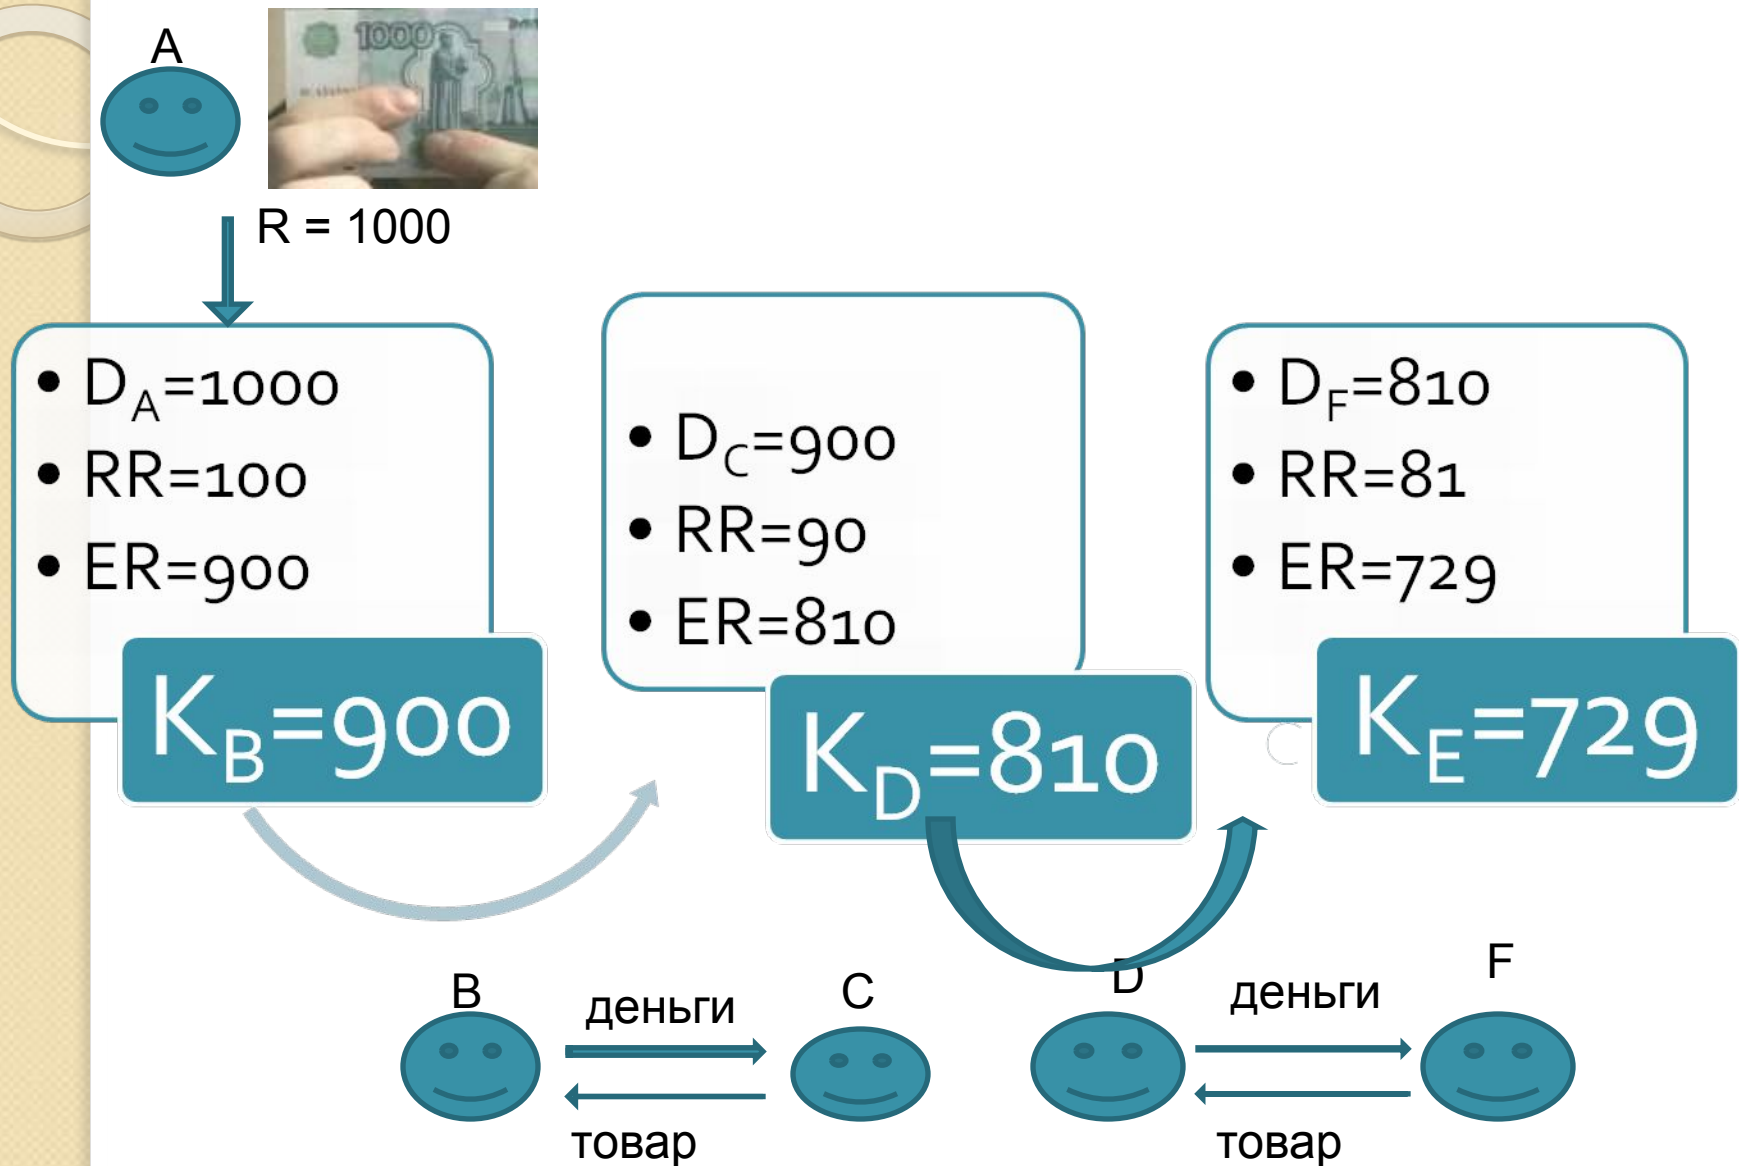 A
1000
R = 1000
• D_A=1000
• RR=100
• ER=900
K_B=900
• D_C=900
• RR=90
• ER=810
K_D=810
• D_F=810
• RR=81
• ER=729
K_E=729
B
деньги
C
товар
D
деньги
F
товар